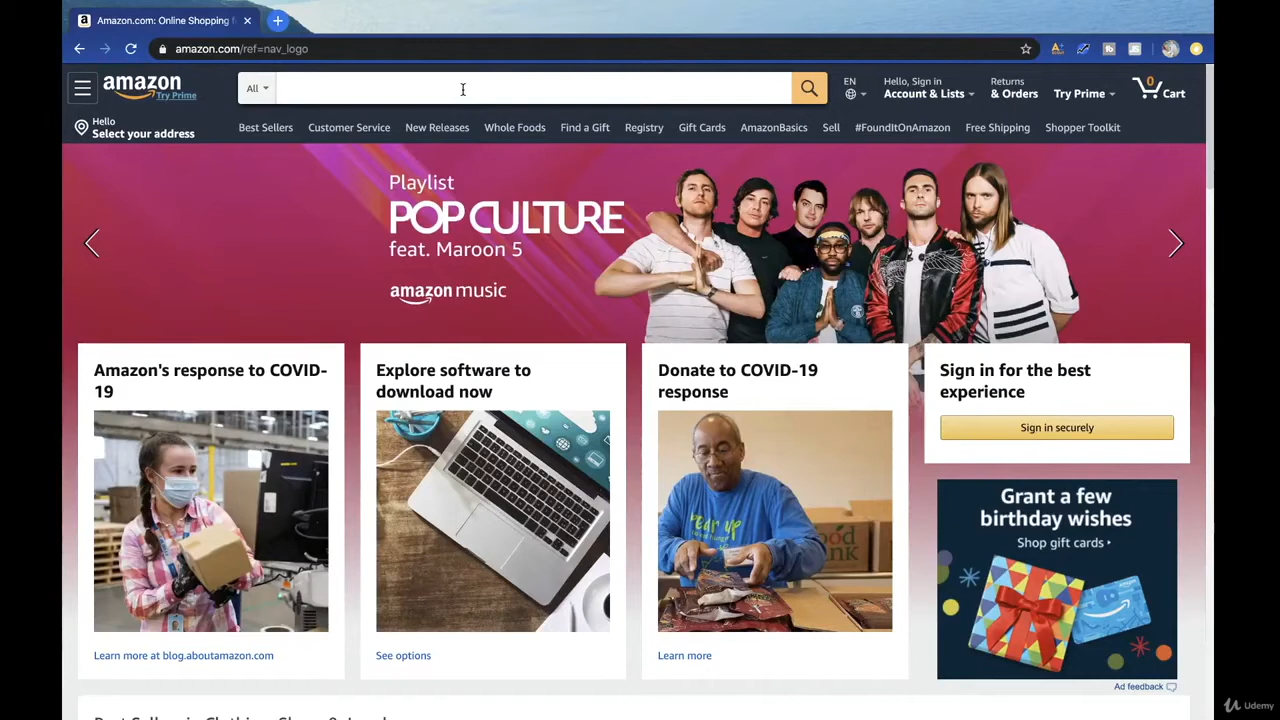 Amazon.com: Online Shopping f
amazon.com/ref=nav_logo
amazon
Try Prime
All
EN
Hello, Sign in
Account & Lists
Returns
& Orders
Try Prime
0
Cart
Hello
Select your address
Best Sellers
Customer Service
New Releases
Whole Foods
Find a Gift
Registry
Gift Cards
AmazonBasics
Sell
#FoundItOnAmazon
Free Shipping
Shopper Toolkit
Playlist
POP CULTURE
feat. Maroon 5
amazon music
Amazon's response to COVID-
19
Learn more at blog.aboutamazon.com
Explore software to
download now
See options
Donate to COVID-19
response
Learn more
Sign in for the best
experience
Sign in securely
Grant a few
birthday wishes
Shop gift cards
Ad feedback
Udemy